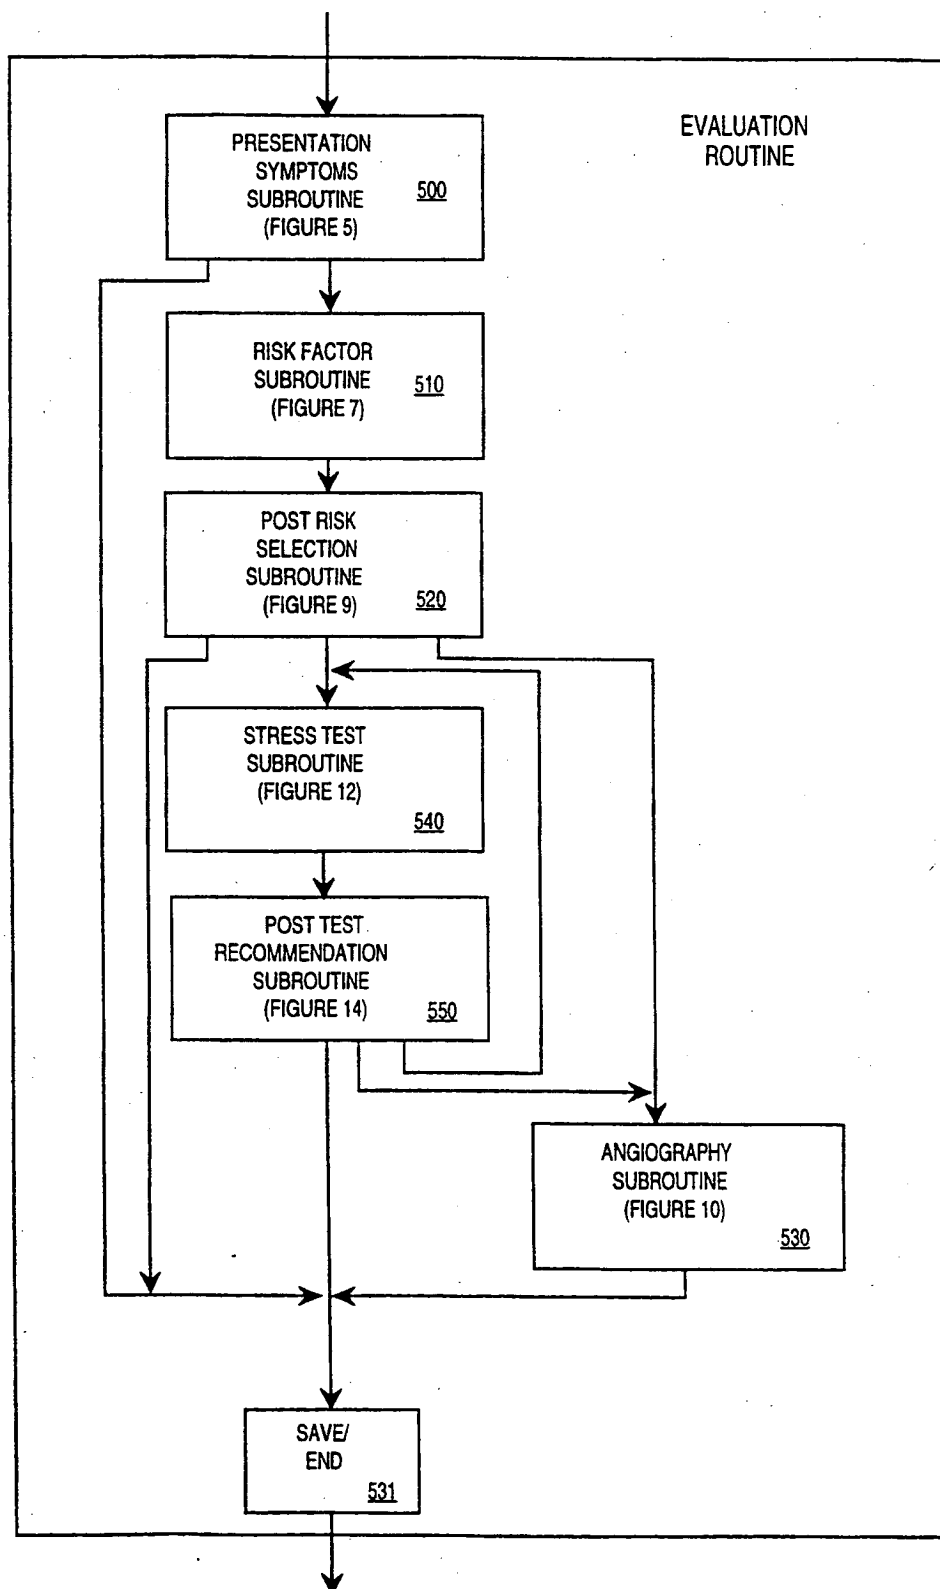 EVALUATION
ROUTINE
PRESENTATION
SYMPTOMS
SUBROUTINE
(FIGURE 5)
500
RISK FACTOR
SUBROUTINE
(FIGURE 7)
510
POST RISK
SELECTION
SUBROUTINE
(FIGURE 9)
520
STRESS TEST
SUBROUTINE
(FIGURE 12)
540
POST TEST
RECOMMENDATION
SUBROUTINE
(FIGURE 14)
550
ANGIOGRAPHY
SUBROUTINE
(FIGURE 10)
530
SAVE/
END
531